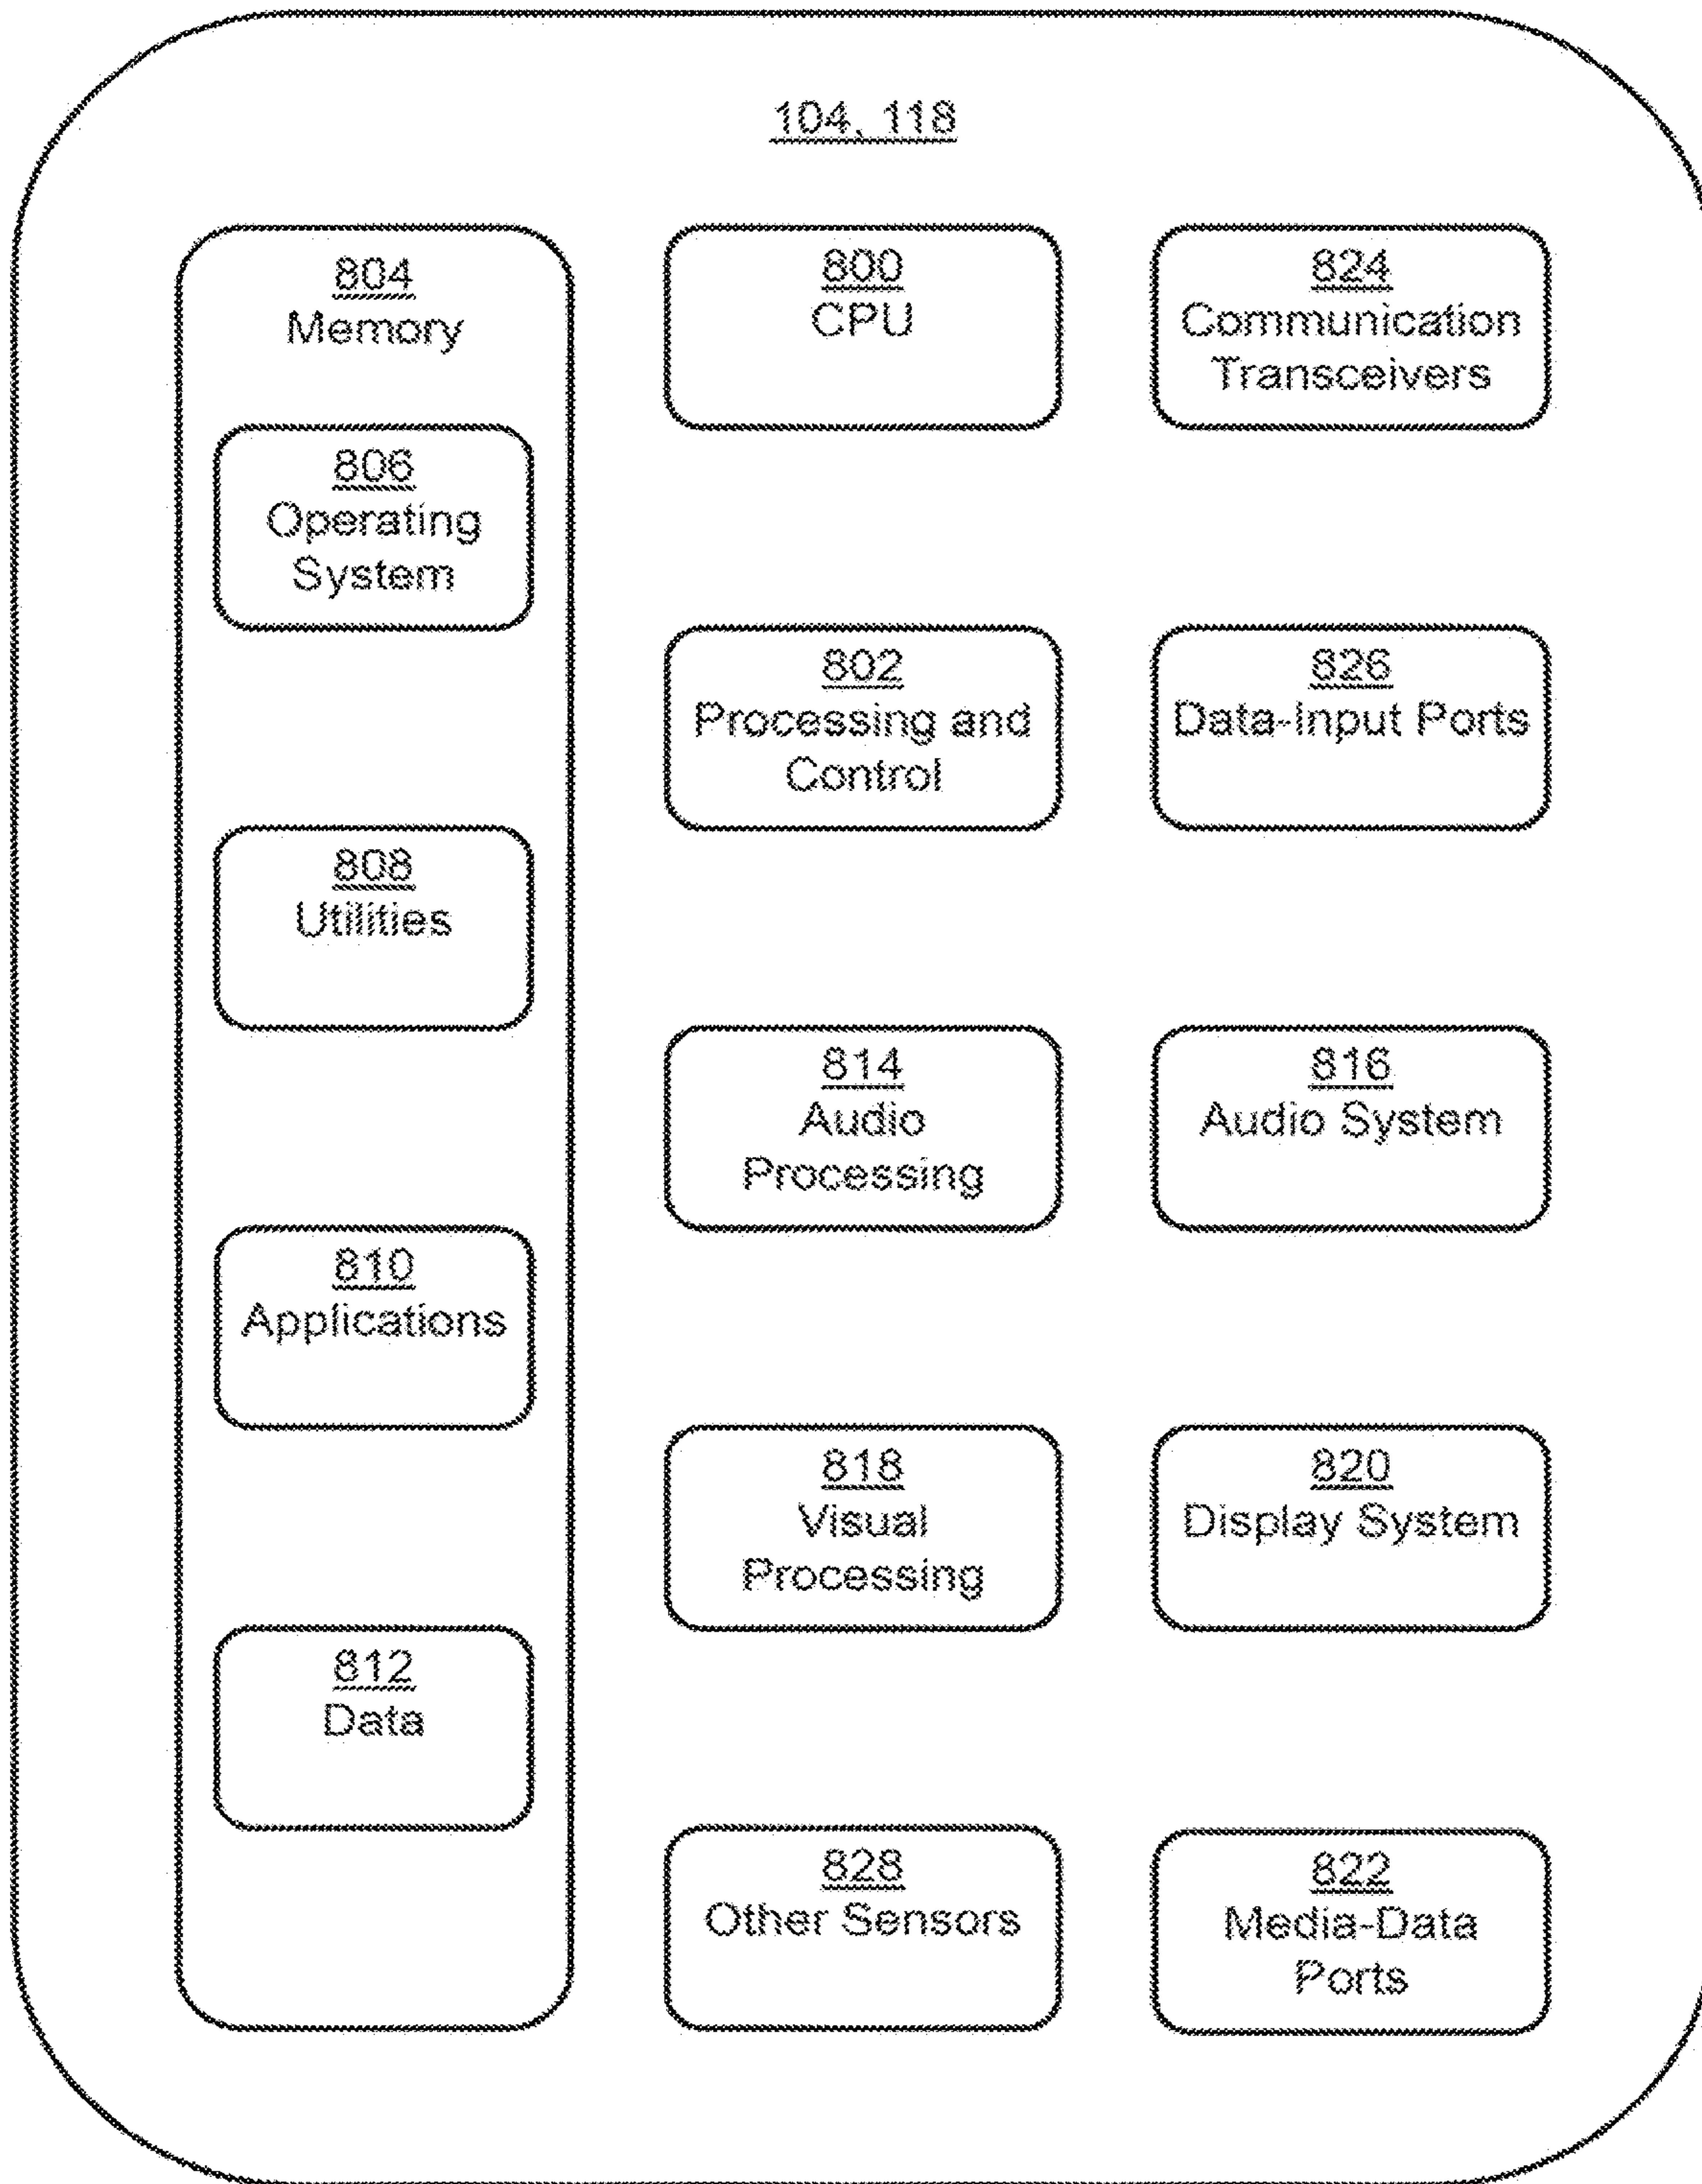 104, 118
804
Memory
806
Operating
System
808
Utilities
810
Applications
812
Data
800
CPU
802
Processing and
Control
814
Audio
Processing
818
Visual
Processing
828
Other Sensors
824
Communication
Transceivers
826
Data-Input Ports
816
Audio System
820
Display System
822
Media-Data
Ports